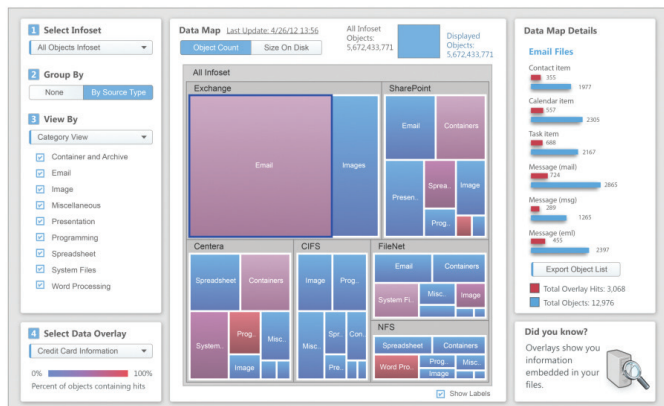 1 Select Infoset
All Objects Infoset
2 Group By
None By Source Type
3 View By
Category View
Container and Archive
Email
Image
Miscellaneous
Presentation
Programming
Spreadsheet
System Files
Word Processing
4 Select Data Overlay
Credit Card Information
0% 100%
Percent of objects containing hits
Data Map Last Update: 4/26/12 13:56
Object Count Size On Disk
All Infoset
Objects:
5,672,433,771
Displayed
Objects:
5,672,433,771
All Infoset
Exchange
Email
Images
SharePoint
Email
Containers
Presen..
Sprea..
Image
Prog..
Centera
Spreadsheet
Containers
System..
Prog..
Misc..
Image
CIFS
Image
Prog..
Misc..
Spr..
Con..
Pre..
FileNet
Email
Containers
System Fi..
Misc..
Image
NFS
Spreadsheet
Containers
Word Pro..
Prog..
Misc..
Image
Show Labels
Data Map Details
Email Files
Contact item
355
1977
Calendar item
557
2305
Task item
688
2167
Message (mail)
724
2865
Message (msg)
289
1265
Message (eml)
455
2397
Export Object List
Total Overlay Hits: 3,068
Total Objects: 12,976
Did you know?
Overlays show you
information
embedded in your
files.